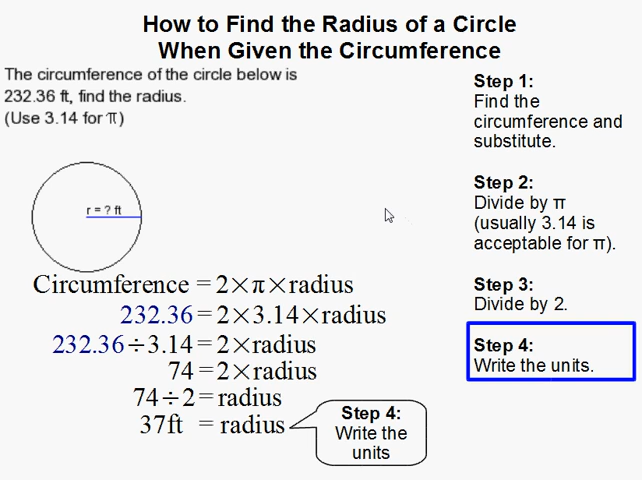 How to Find the Radius of a Circle
When Given the Circumference
The circumference of the circle below is
232.36 ft, find the radius.
(Use 3.14 for π)
r = ? ft
Circumference = 2×π×radius
232.36 = 2×3.14×radius
232.36÷3.14 = 2×radius
74 = 2×radius
74÷2 = radius
37ft = radius
Step 4:
Write the
units
Step 1:
Find the
circumference and
substitute.
Step 2:
Divide by π
(usually 3.14 is
acceptable for π).
Step 3:
Divide by 2.
Step 4:
Write the units.